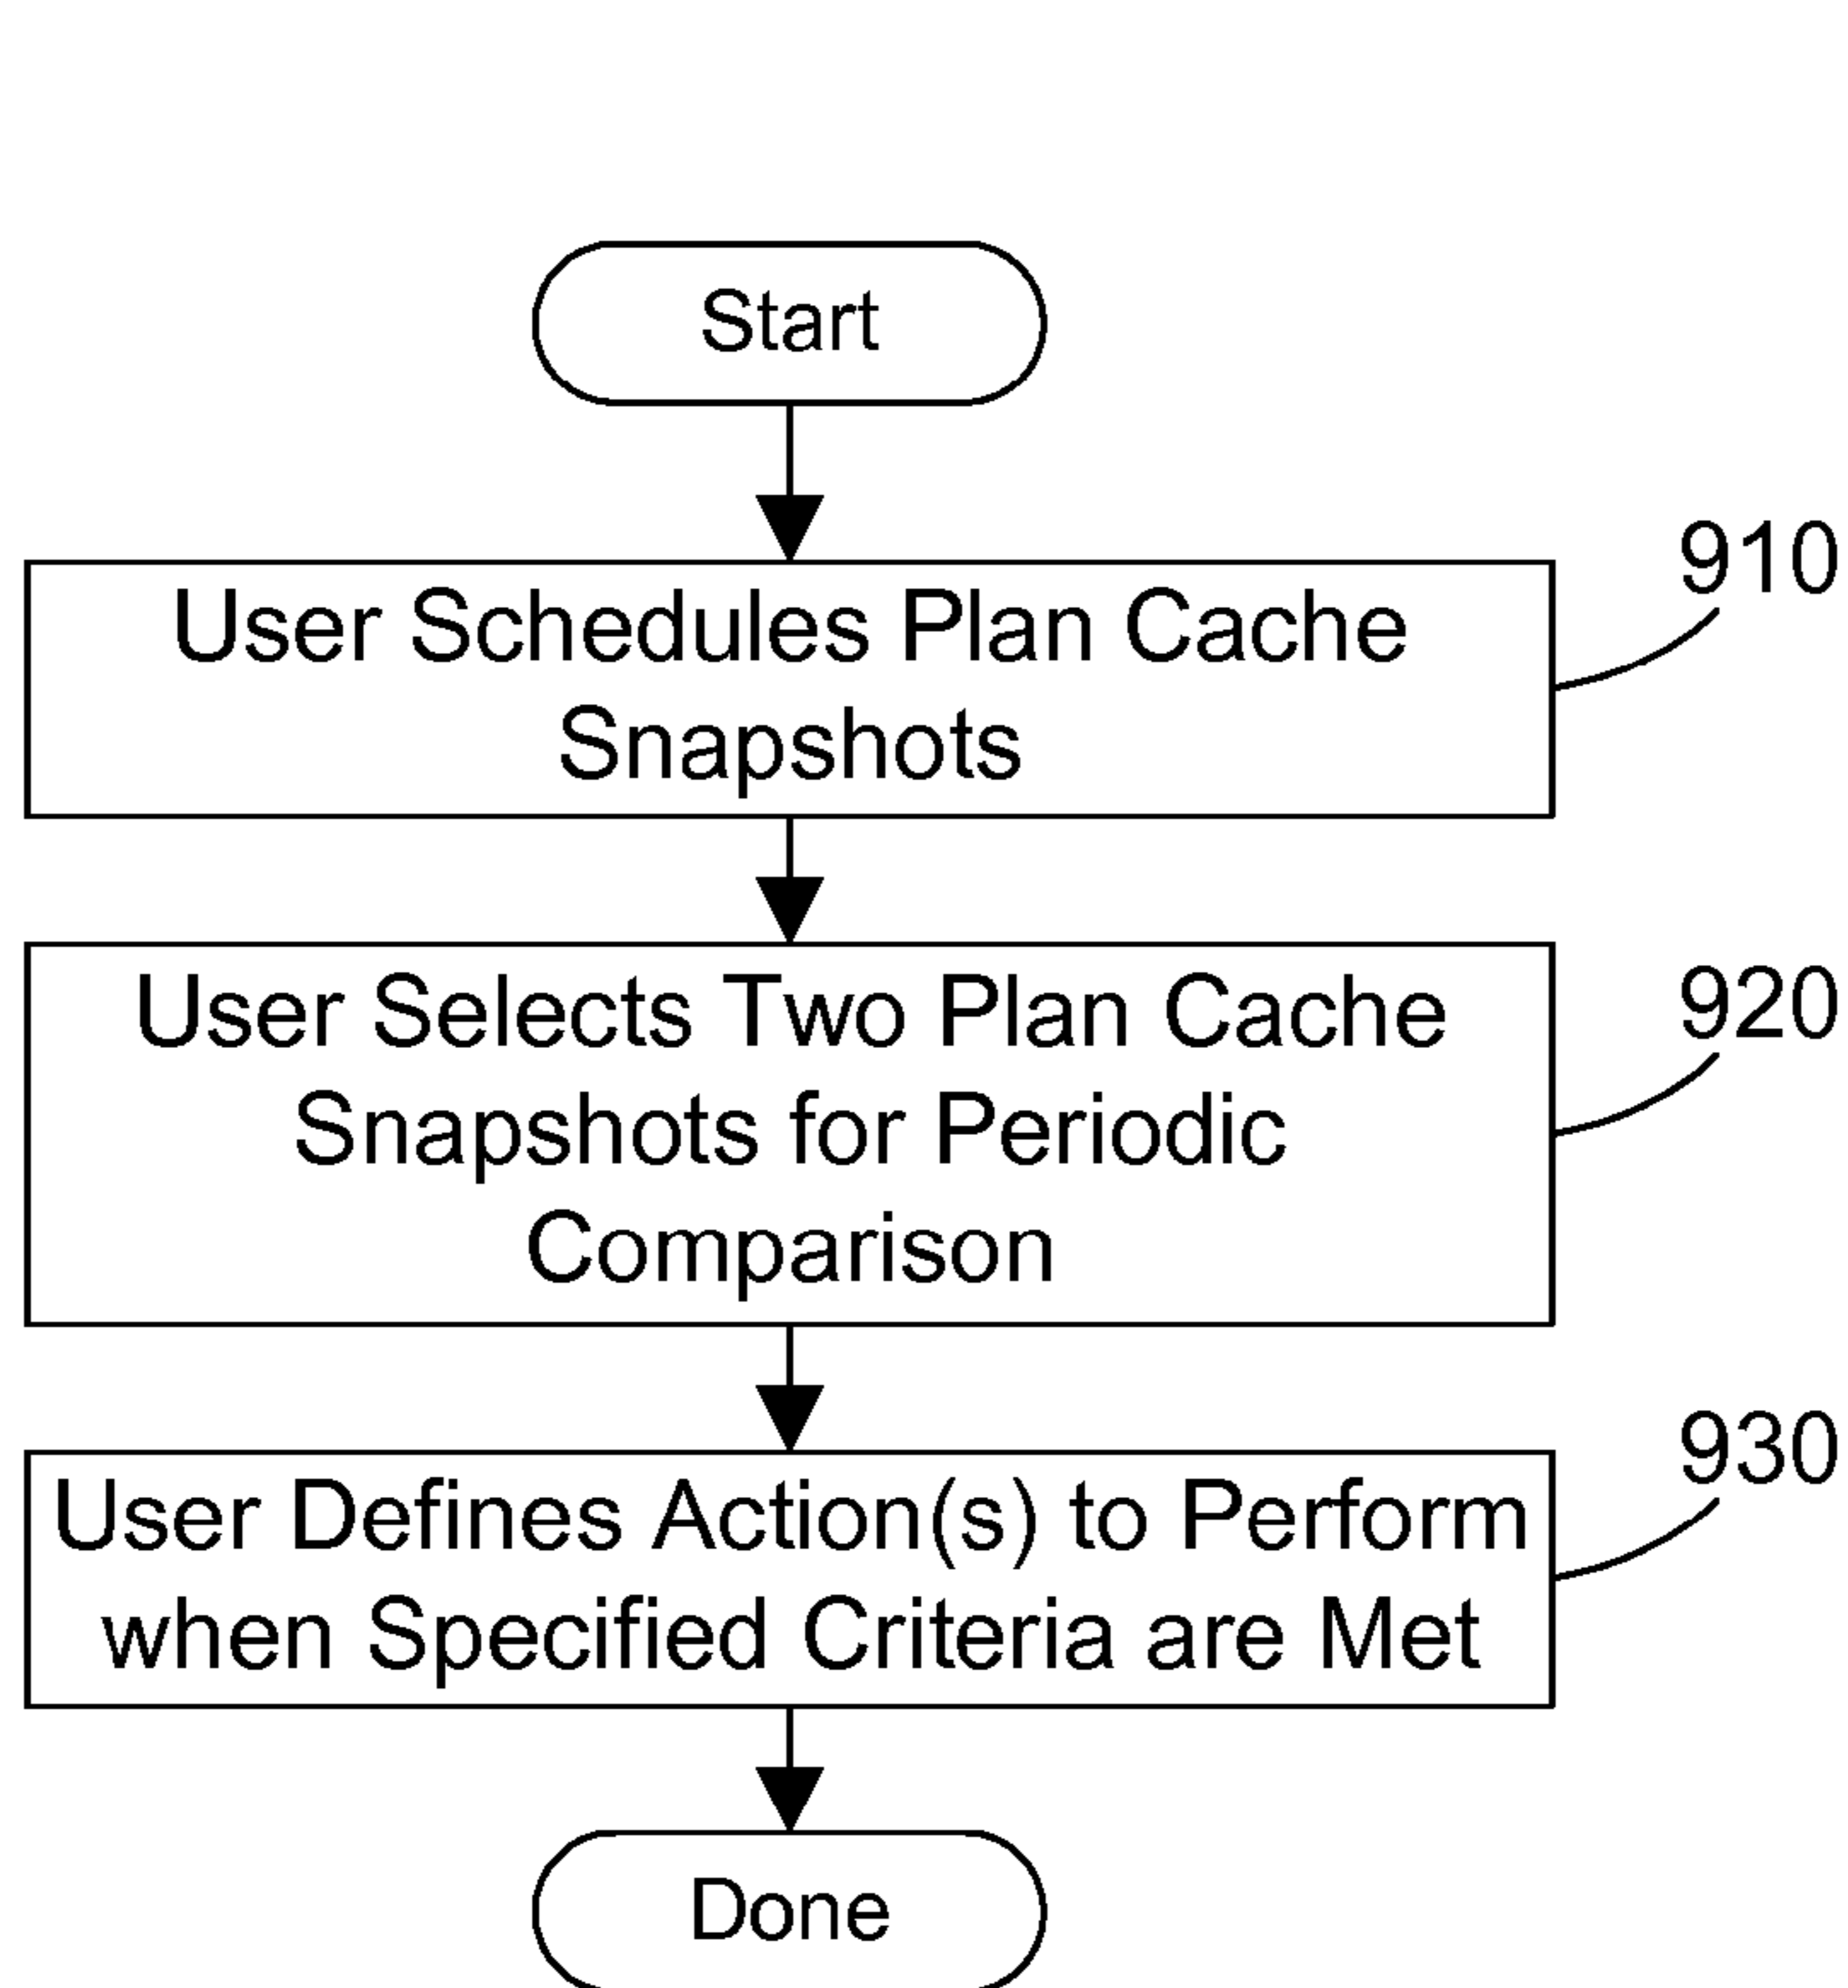 Start
910
User Schedules Plan Cache
Snapshots
920
User Selects Two Plan Cache
Snapshots for Periodic
Comparison
930
User Defines Action(s) to Perform
when Specified Criteria are Met
Done